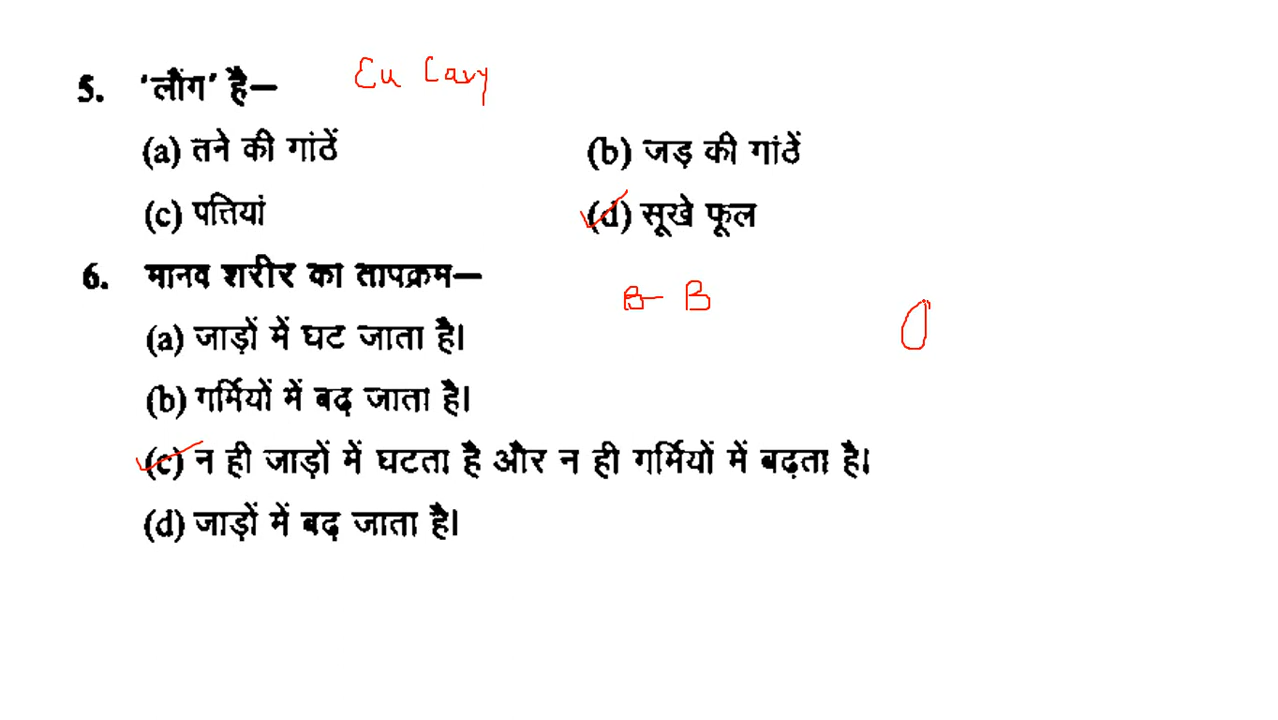 5. 'लौंग' है— Eu Cary
(a) तने की गांठें (b) जड़ की गांठें
(c) पत्तियां (d) सूखे फूल
6. मानव शरीर का तापक्रम—
B- B
(a) जाड़ों में घट जाता है।
(b) गर्मियों में बढ़ जाता है।
(c) न ही जाड़ों में घटता है और न ही गर्मियों में बढ़ता है।
(d) जाड़ों में बढ़ जाता है।